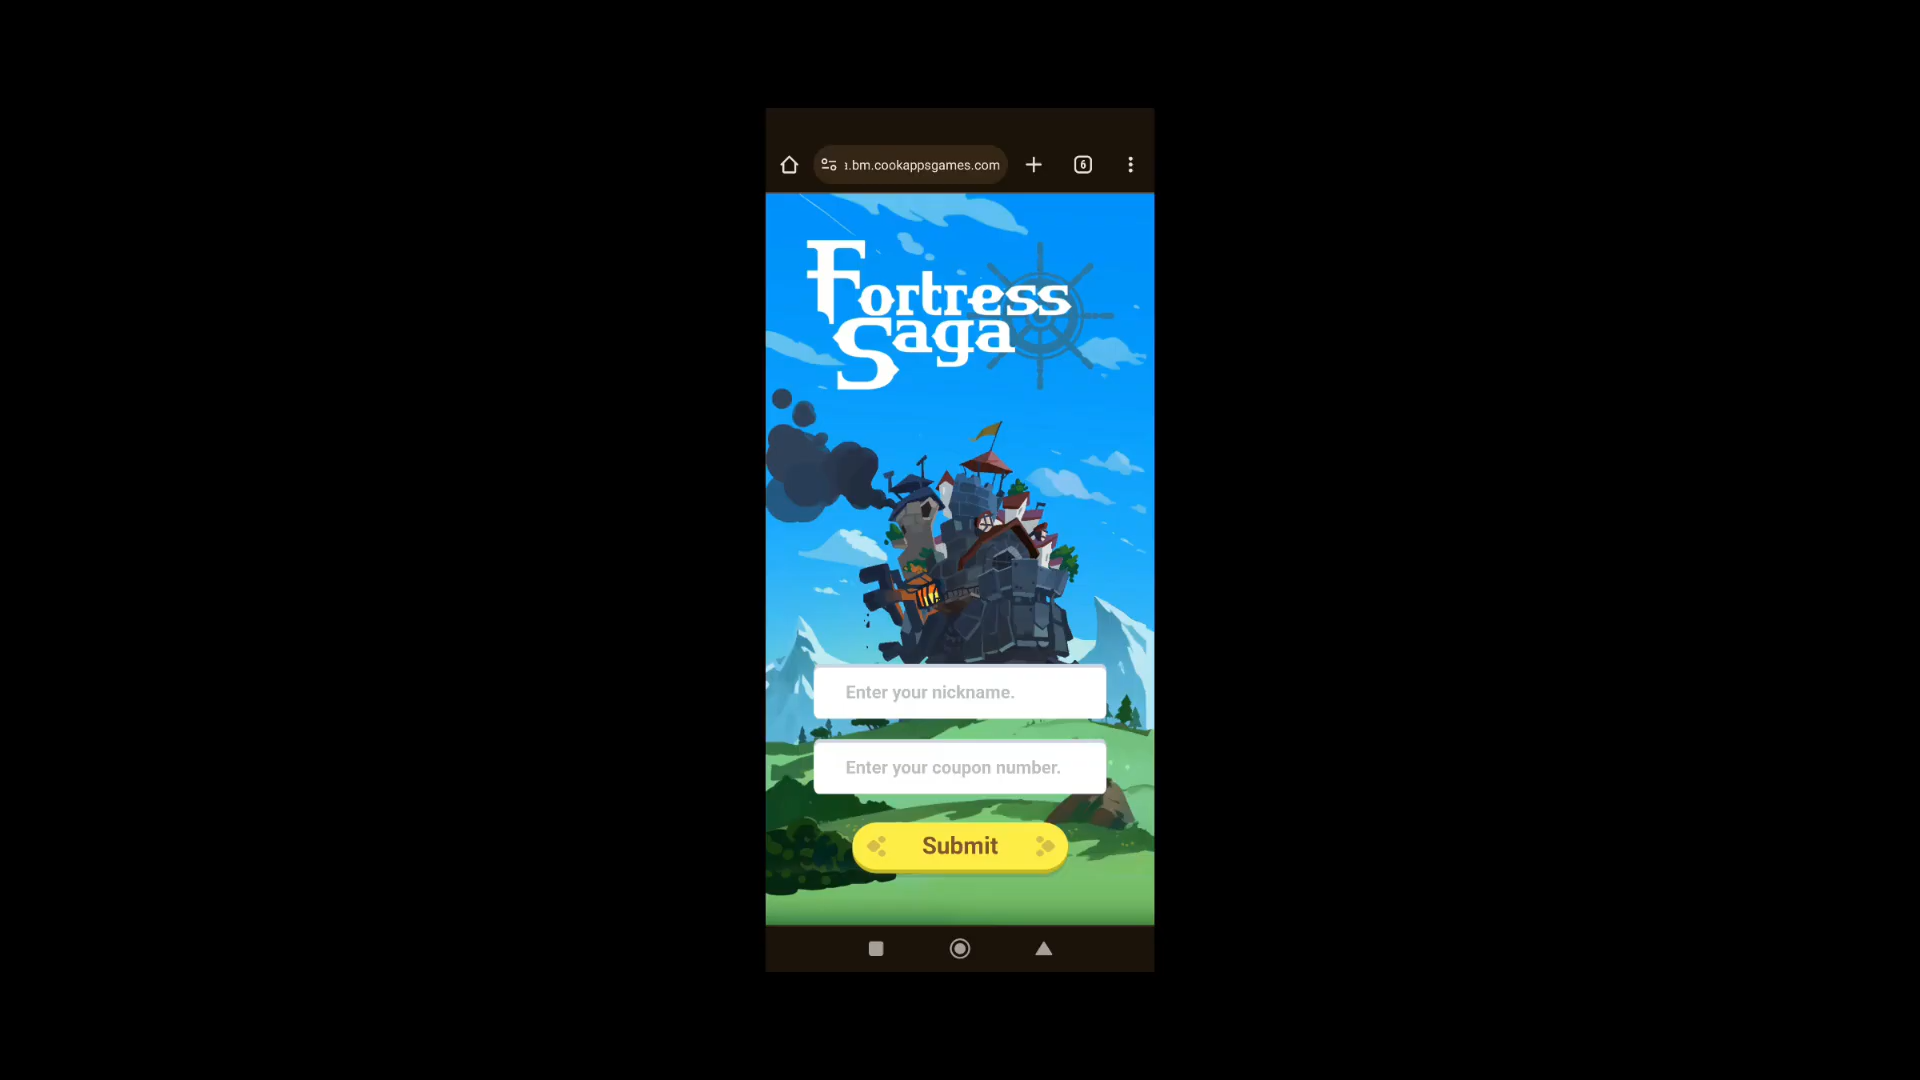 ı.bm.cookappsgames.com
6
Fortress
Saga
Enter your nickname.
Enter your coupon number.
Submit